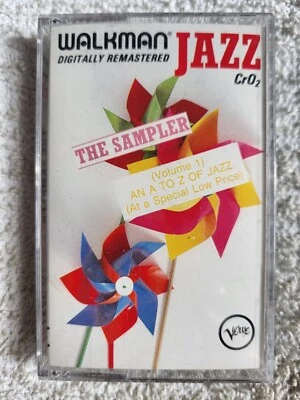 WALKMAN® JAZZ
DIGITALLY REMASTERED
CrO2
THE SAMPLER
(Volume 1)
AN A TO Z OF JAZZ
(At a Special Low Price)
Verve